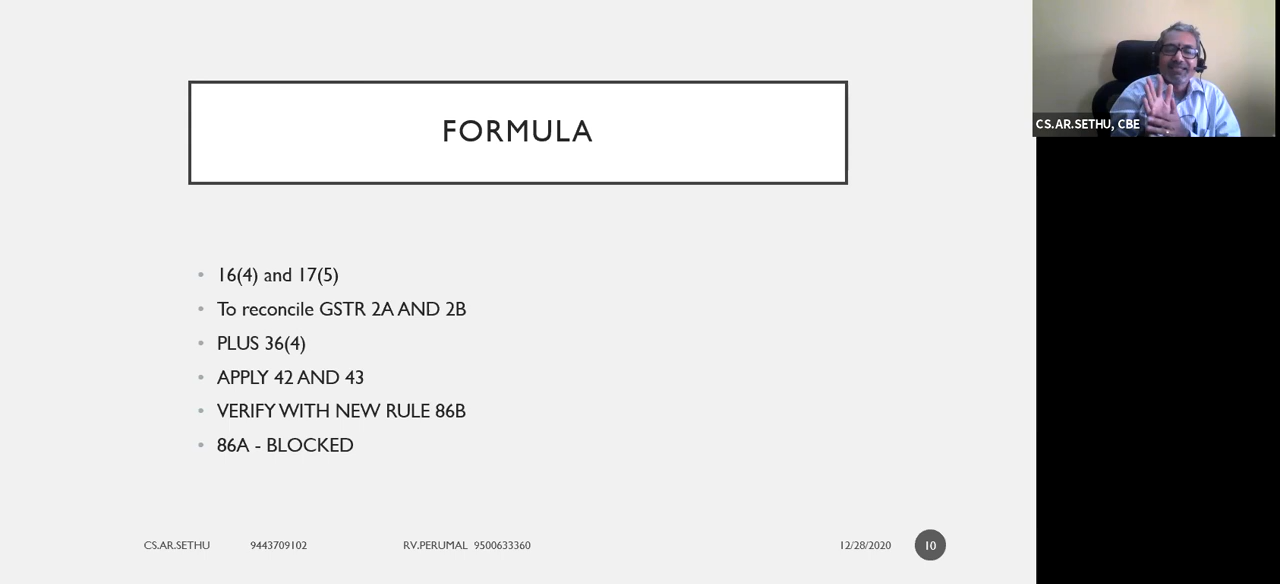 FORMULA
• 16(4) and 17(5)
• To reconcile GSTR 2A AND 2B
• PLUS 36(4)
• APPLY 42 AND 43
• VERIFY WITH NEW RULE 86B
• 86A - BLOCKED
CS.AR.SETHU 9443709102 RV.PERUMAL 9500633360 12/28/2020 10
CS.AR.SETHU, CBE